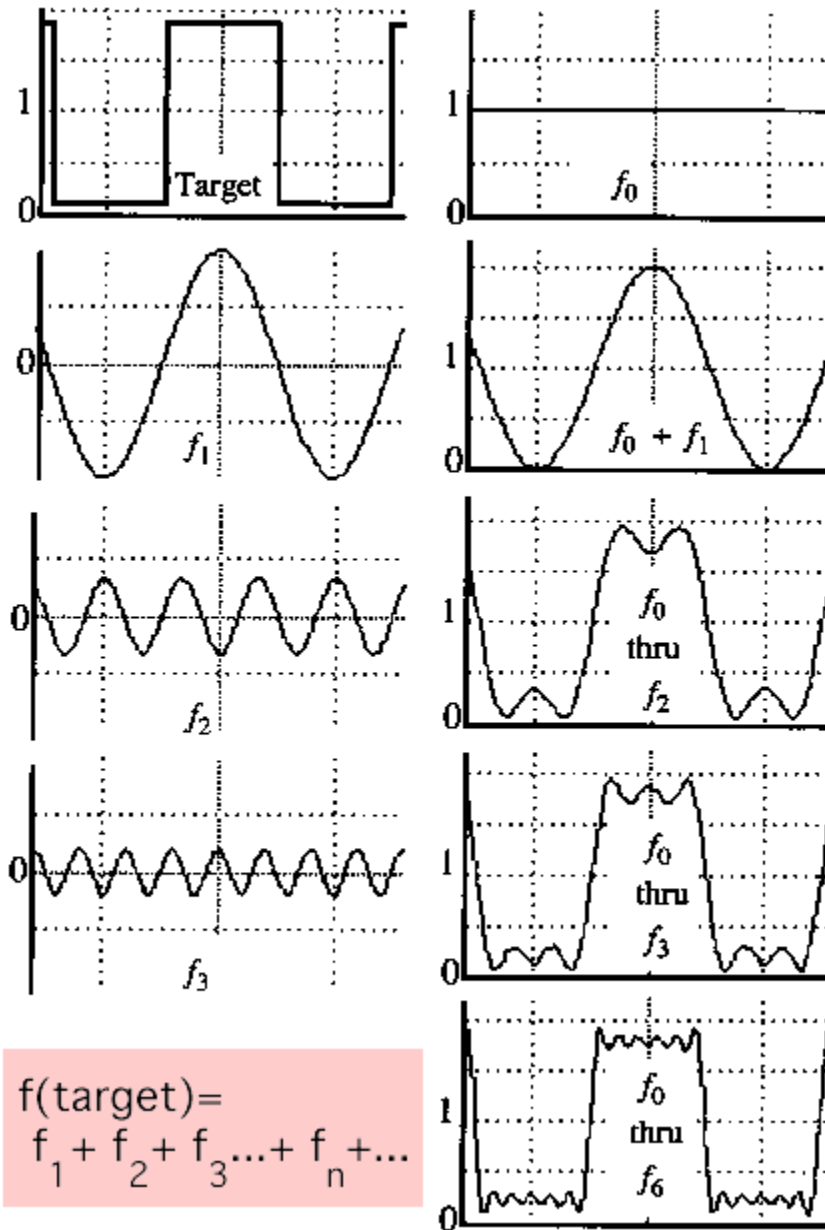 1
0
Target
1
0
f₀
0
f₁
1
0
f₀ + f₁
0
f₂
1
0
f₀
thru
f₂
0
f₃
1
0
f₀
thru
f₃
f(target)=
f₁ + f₂ + f₃...+ fₙ +...
1
0
f₀
thru
f₆